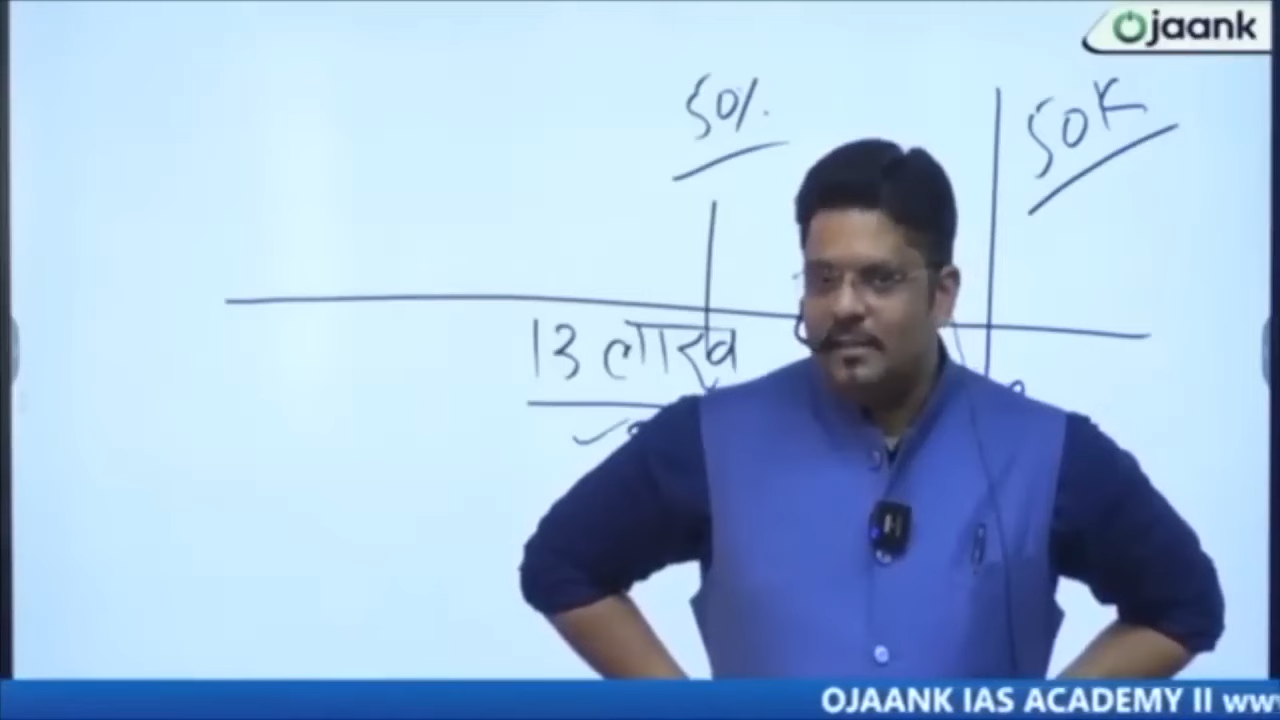 Ojaank
50%
50K
13 लाख
OJAANK IAS ACADEMY II ww